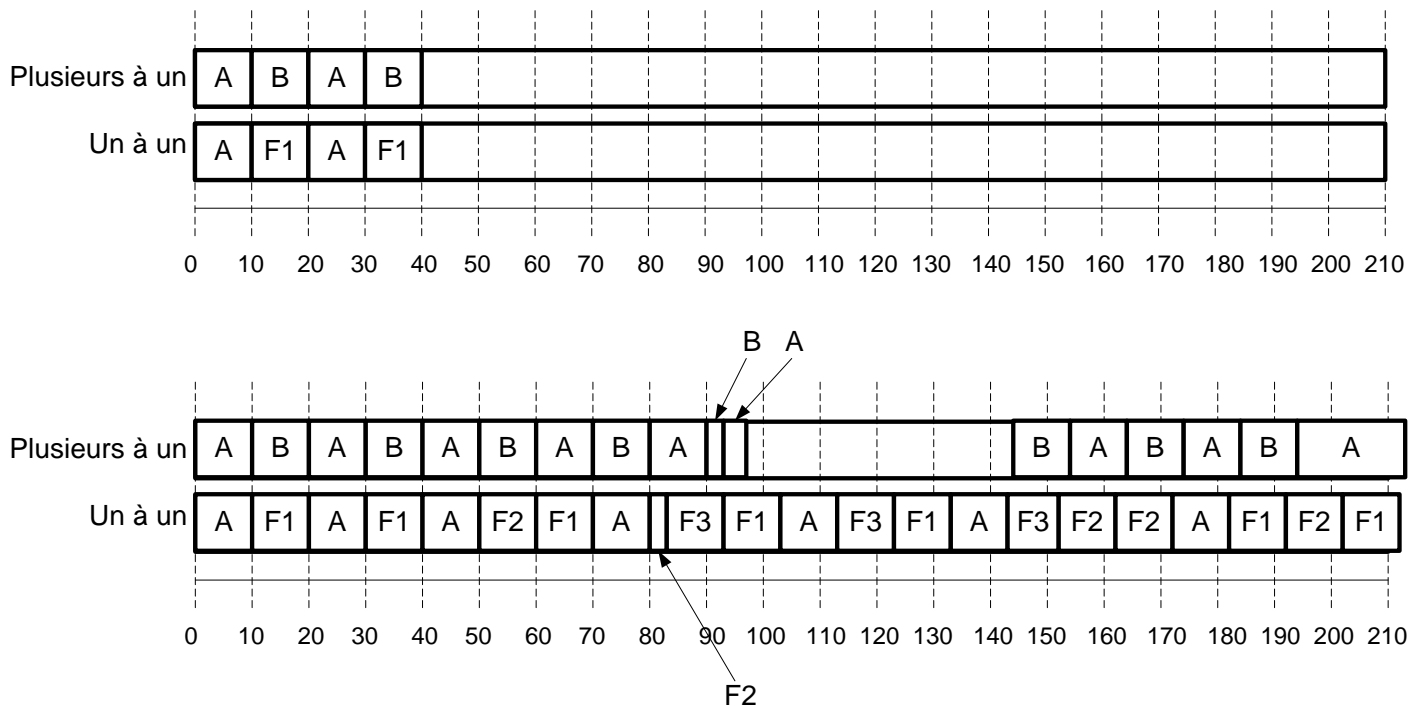 Plusieurs à un A B A B
Un à un A F1 A F1
0 10 20 30 40 50 60 70 80 90 100 110 120 130 140 150 160 170 180 190 200 210
B A
Plusieurs à un A B A B A B A B A B A B A B A
Un à un A F1 A F1 A F2 F1 A F3 F1 A F3 F1 A F3 F2 F2 A F1 F2 F1
0 10 20 30 40 50 60 70 80 90 100 110 120 130 140 150 160 170 180 190 200 210
F2